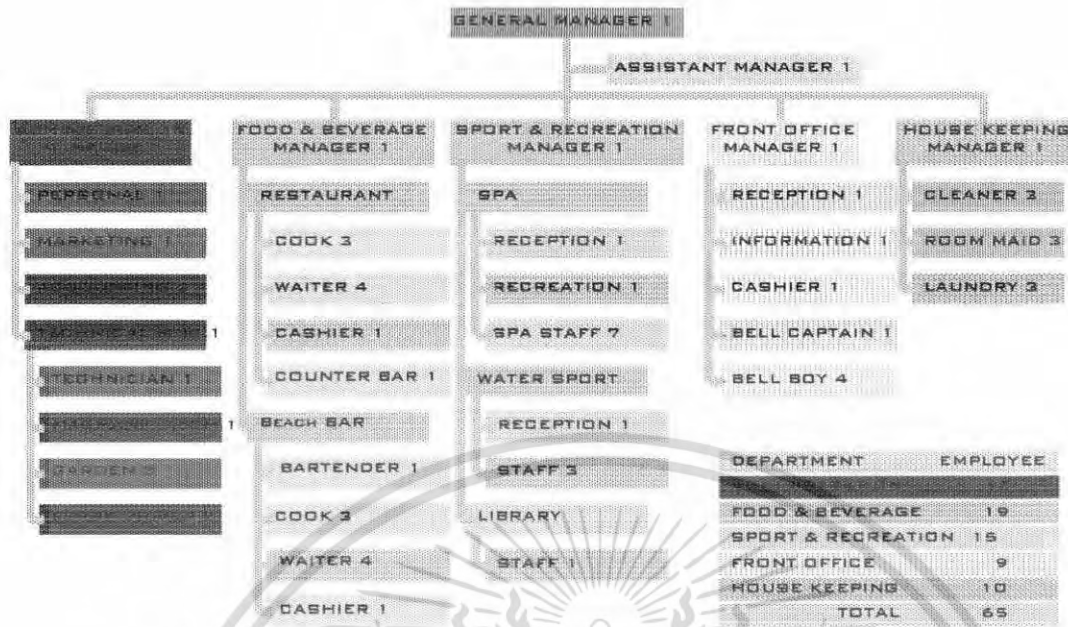 GENERAL MANAGER 1
ASSISTANT MANAGER 1
PERSONAL 1
MARKETING 1
TECHNICIAN 1
GARDEN
FOOD & BEVERAGE
MANAGER 1
RESTAURANT
COOK 3
WAITER 4
CASHIER 1
COUNTER BAR 1
BEACH BAR
BARTENDER 1
COOK 3
WAITER 4
CASHIER 1
SPORT & RECREATION
MANAGER 1
SPA
RECEPTION 1
RECREATION 1
SPA STAFF 7
WATER SPORT
RECEPTION 1
STAFF 3
LIBRARY
STAFF 1
FRONT OFFICE
MANAGER 1
RECEPTION 1
INFORMATION 1
CASHIER 1
BELL CAPTAIN 1
BELL BOY 4
HOUSE KEEPING
MANAGER 1
CLEANER 3
ROOM MAID 3
LAUNDRY 3
DEPARTMENT EMPLOYEE
FOOD & BEVERAGE 19
SPORT & RECREATION 15
FRONT OFFICE 9
HOUSE KEEPING 10
TOTAL 65